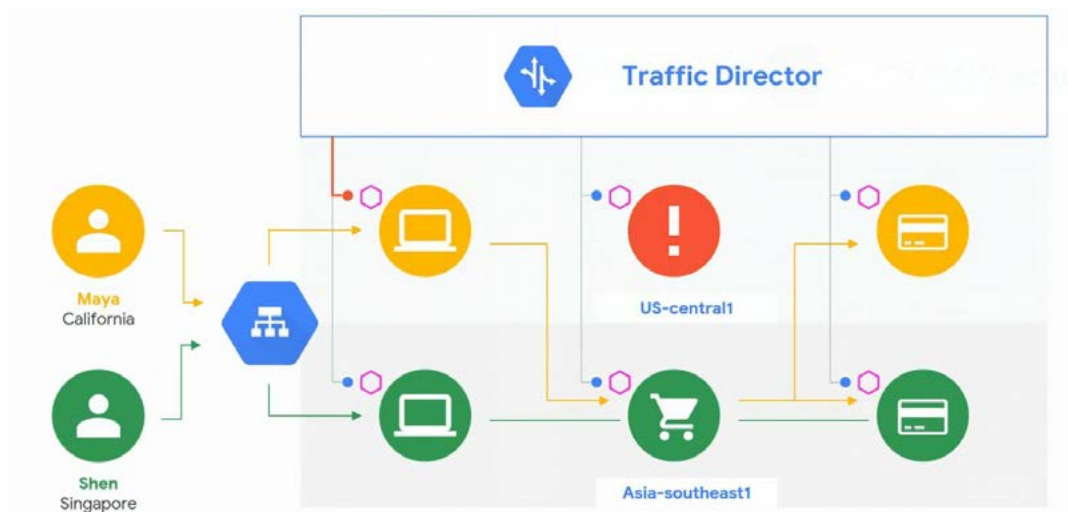 Traffic Director
Maya
California
US-central1
Shen
Singapore
Asia-southeast1